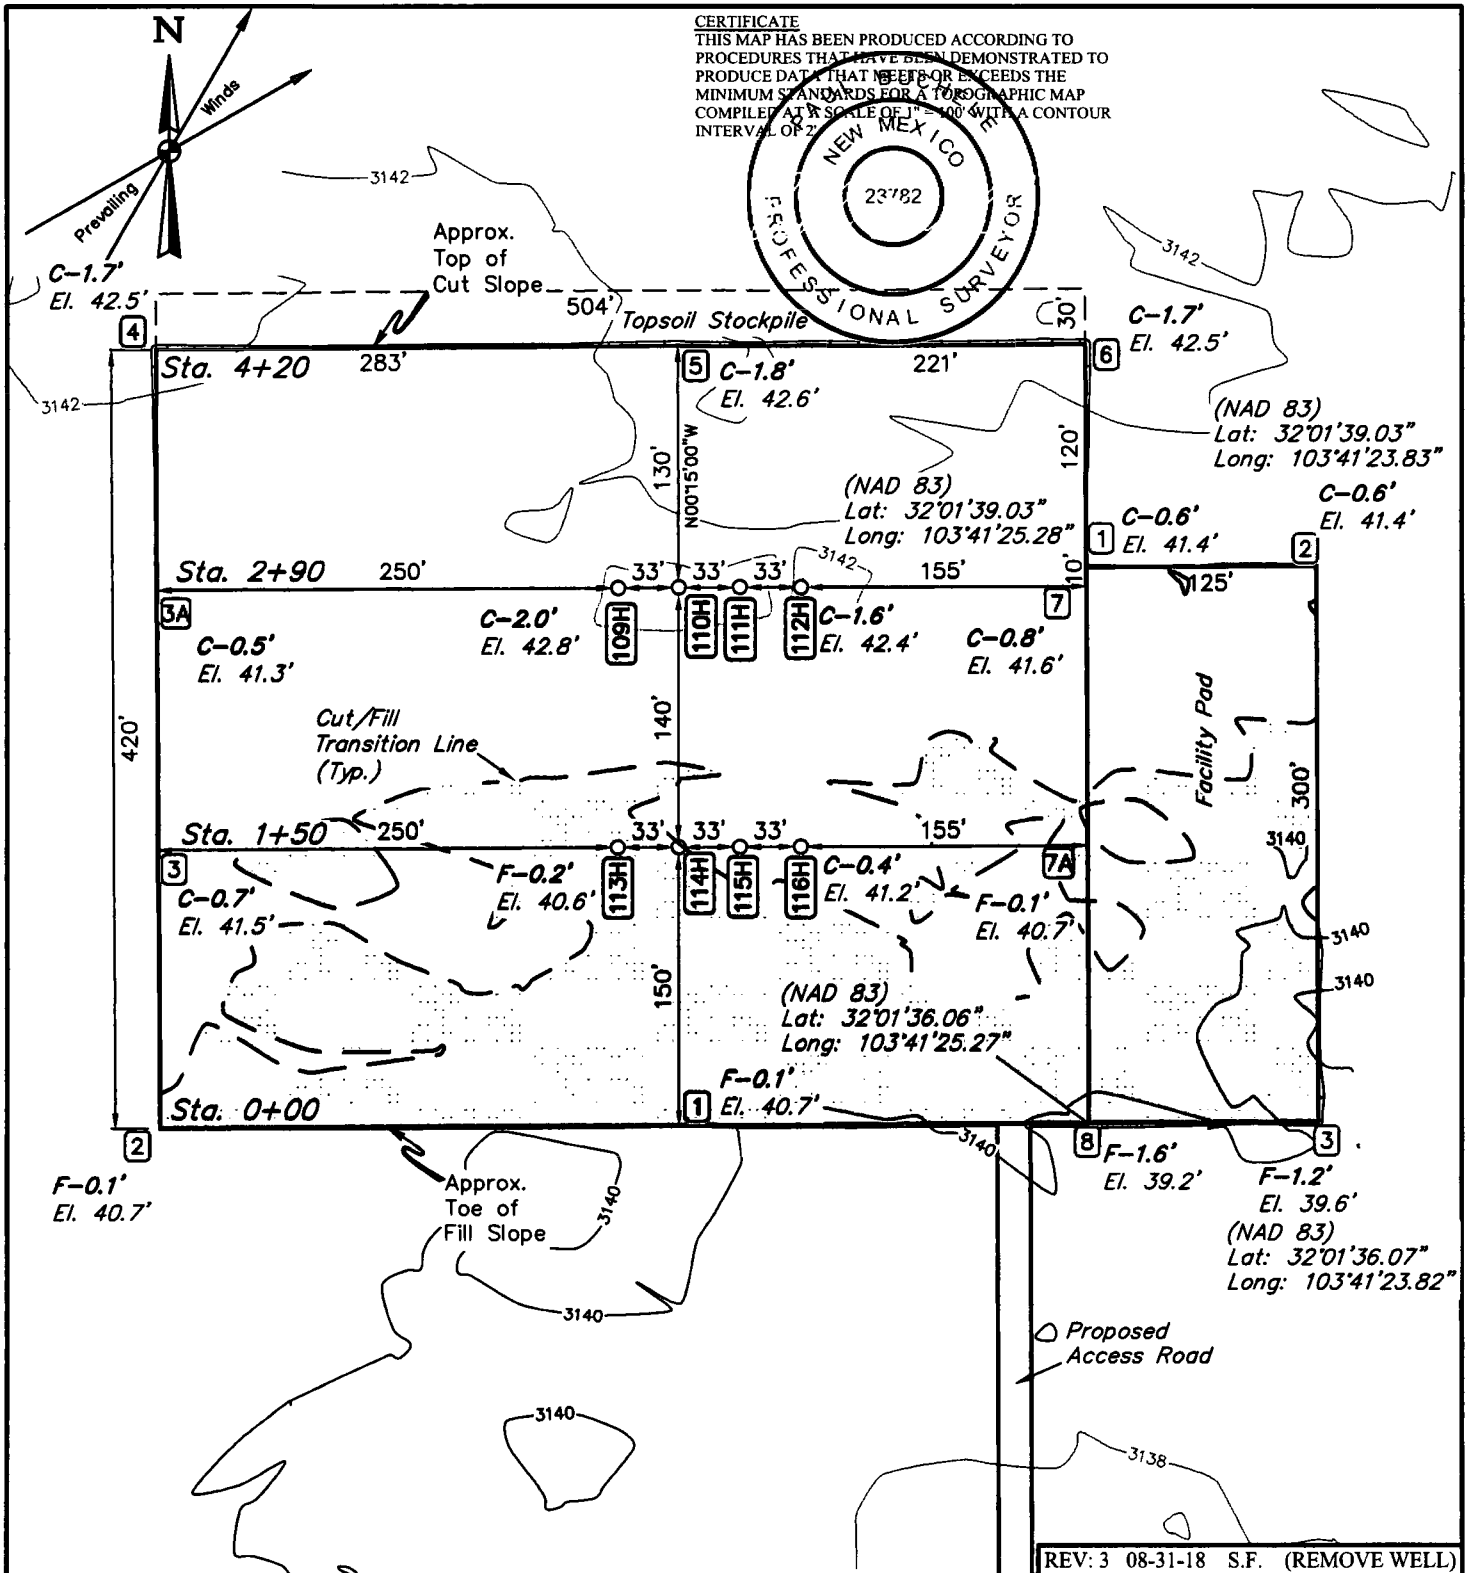 N
Winds
Prevailing
CERTIFICATE
THIS MAP HAS BEEN PRODUCED ACCORDING TO
PROCEDURES THAT HAVE BEEN DEMONSTRATED TO
PRODUCE DATA THAT MEETS OR EXCEEDS THE
MINIMUM STANDARDS FOR A TOPOGRAPHIC MAP
COMPILED AT A SCALE OF 1" = 100' WITH A CONTOUR
INTERVAL OF 2'
NEW MEXICO
23782
PROFESSIONAL SURVEYOR
3142
Approx.
Top of
Cut Slope
3142
C-1.7'
El. 42.5'
4
504'
Topsoil Stockpile
30'
C-1.7'
El. 42.5'
6
Sta. 4+20
283'
5
C-1.8'
El. 42.6'
221'
3142
(NAD 83)
Lat: 32°01'39.03"
Long: 103°41'23.83"
130'
N00°15'00"W
120'
(NAD 83)
Lat: 32°01'39.03"
Long: 103°41'25.28"
C-0.6'
El. 41.4'
1
C-0.6'
El. 41.4'
2
3142
Sta. 2+90
250'
33'
33'
33'
155'
10'
125'
3A
109H
110H
111H
112H
7
C-2.0'
El. 42.8'
C-1.6'
El. 42.4'
C-0.5'
El. 41.3'
C-0.8'
El. 41.6'
420'
140'
Cut/Fill
Transition Line
(Typ.)
Facility Pad
300'
Sta. 1+50
250'
33'
33'
33'
155'
3140
3
113H
114H
115H
116H
7A
F-0.2'
El. 40.6'
C-0.4'
El. 41.2'
C-0.7'
El. 41.5'
F-0.1'
El. 40.7'
3140
3140
150'
(NAD 83)
Lat: 32°01'36.06"
Long: 103°41'25.27"
Sta. 0+00
1
F-0.1'
El. 40.7'
2
F-0.1'
El. 40.7'
3140
8
F-1.6'
El. 39.2'
3
F-1.2'
El. 39.6'
(NAD 83)
Lat: 32°01'36.07"
Long: 103°41'23.82"
Approx.
Toe of
Fill Slope
3140
3140
Proposed
Access Road
3140
3138
REV: 3 08-31-18 S.F. (REMOVE WELL)